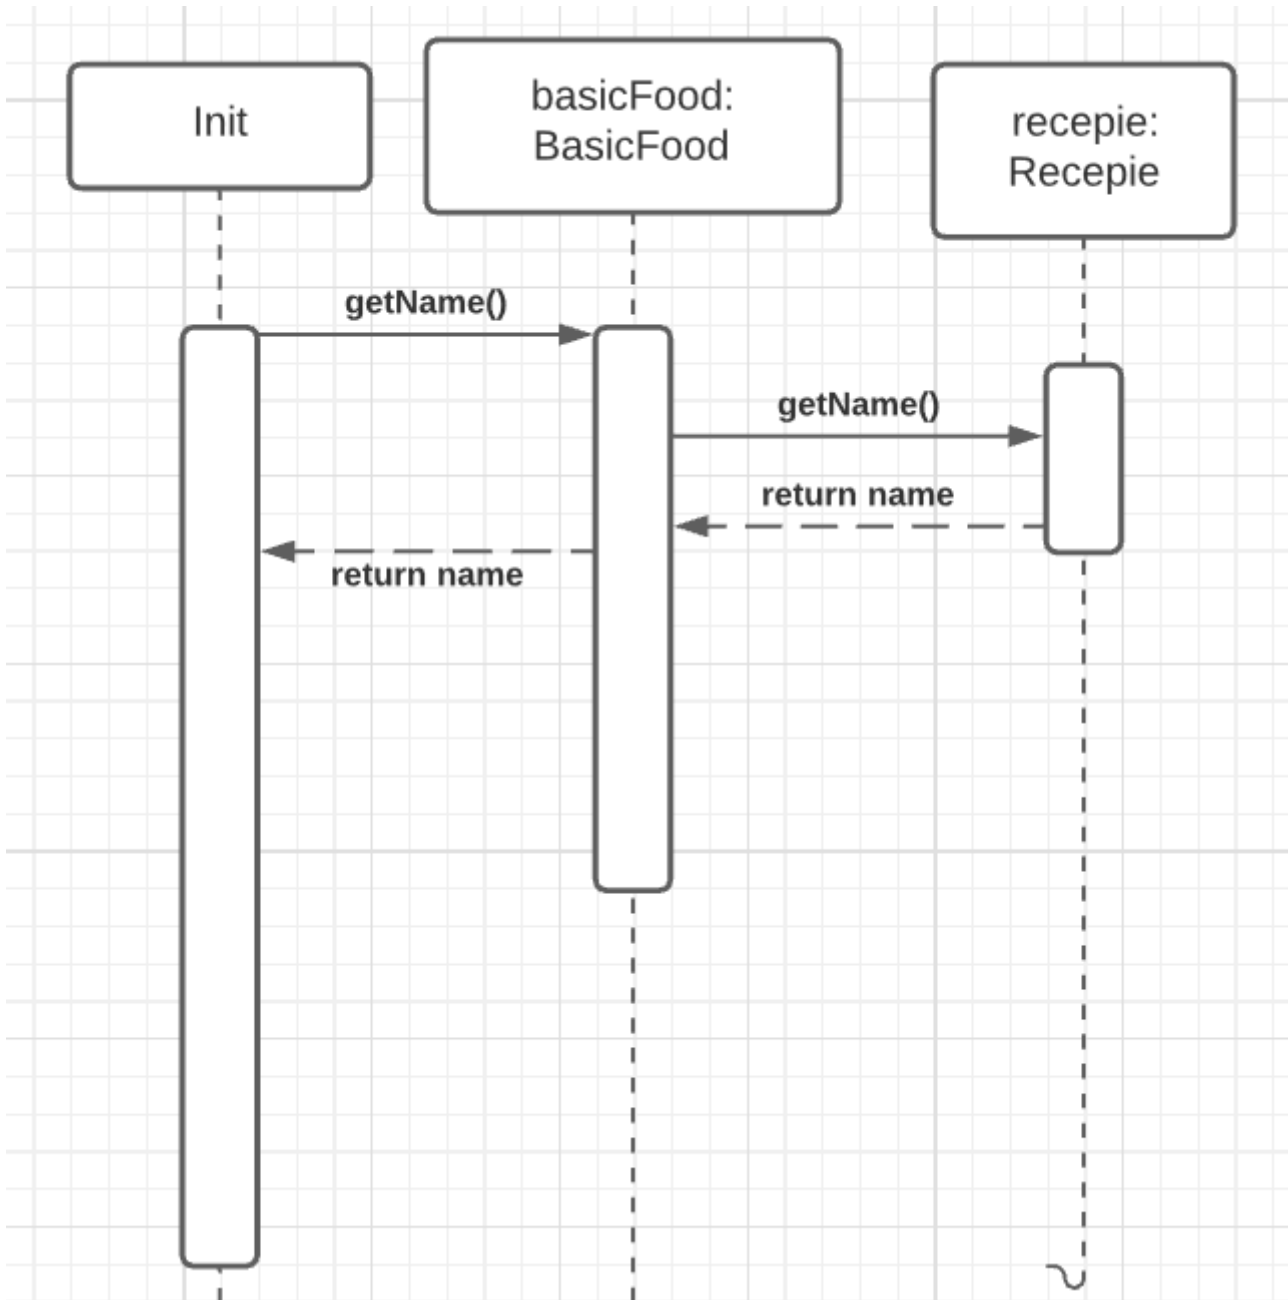 Init
basicFood:
BasicFood
recepie:
Recepie
getName()
getName()
return name
return name